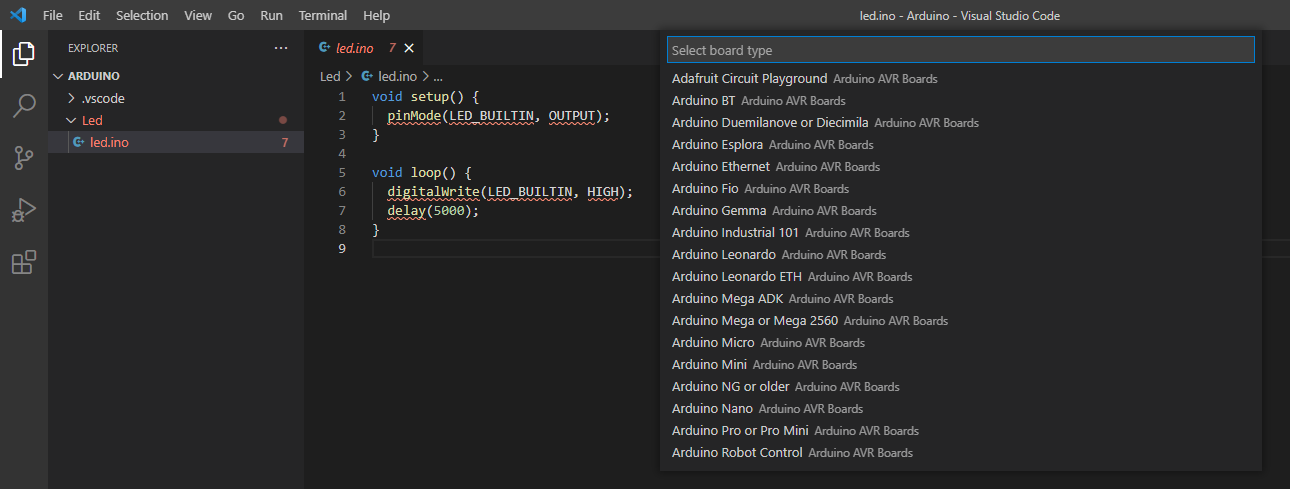 File Edit Selection View Go Run Terminal Help led.ino - Arduino - Visual Studio Code
EXPLORER ...
ARDUINO
.vscode
Led
led.ino 7
led.ino 7
Led > led.ino > ...
1 void setup() {
2 pinMode(LED_BUILTIN, OUTPUT);
3 }
4
5 void loop() {
6 digitalWrite(LED_BUILTIN, HIGH);
7 delay(5000);
8 }
9
Select board type
Adafruit Circuit Playground Arduino AVR Boards
Arduino BT Arduino AVR Boards
Arduino Duemilanove or Diecimila Arduino AVR Boards
Arduino Esplora Arduino AVR Boards
Arduino Ethernet Arduino AVR Boards
Arduino Fio Arduino AVR Boards
Arduino Gemma Arduino AVR Boards
Arduino Industrial 101 Arduino AVR Boards
Arduino Leonardo Arduino AVR Boards
Arduino Leonardo ETH Arduino AVR Boards
Arduino Mega ADK Arduino AVR Boards
Arduino Mega or Mega 2560 Arduino AVR Boards
Arduino Micro Arduino AVR Boards
Arduino Mini Arduino AVR Boards
Arduino NG or older Arduino AVR Boards
Arduino Nano Arduino AVR Boards
Arduino Pro or Pro Mini Arduino AVR Boards
Arduino Robot Control Arduino AVR Boards